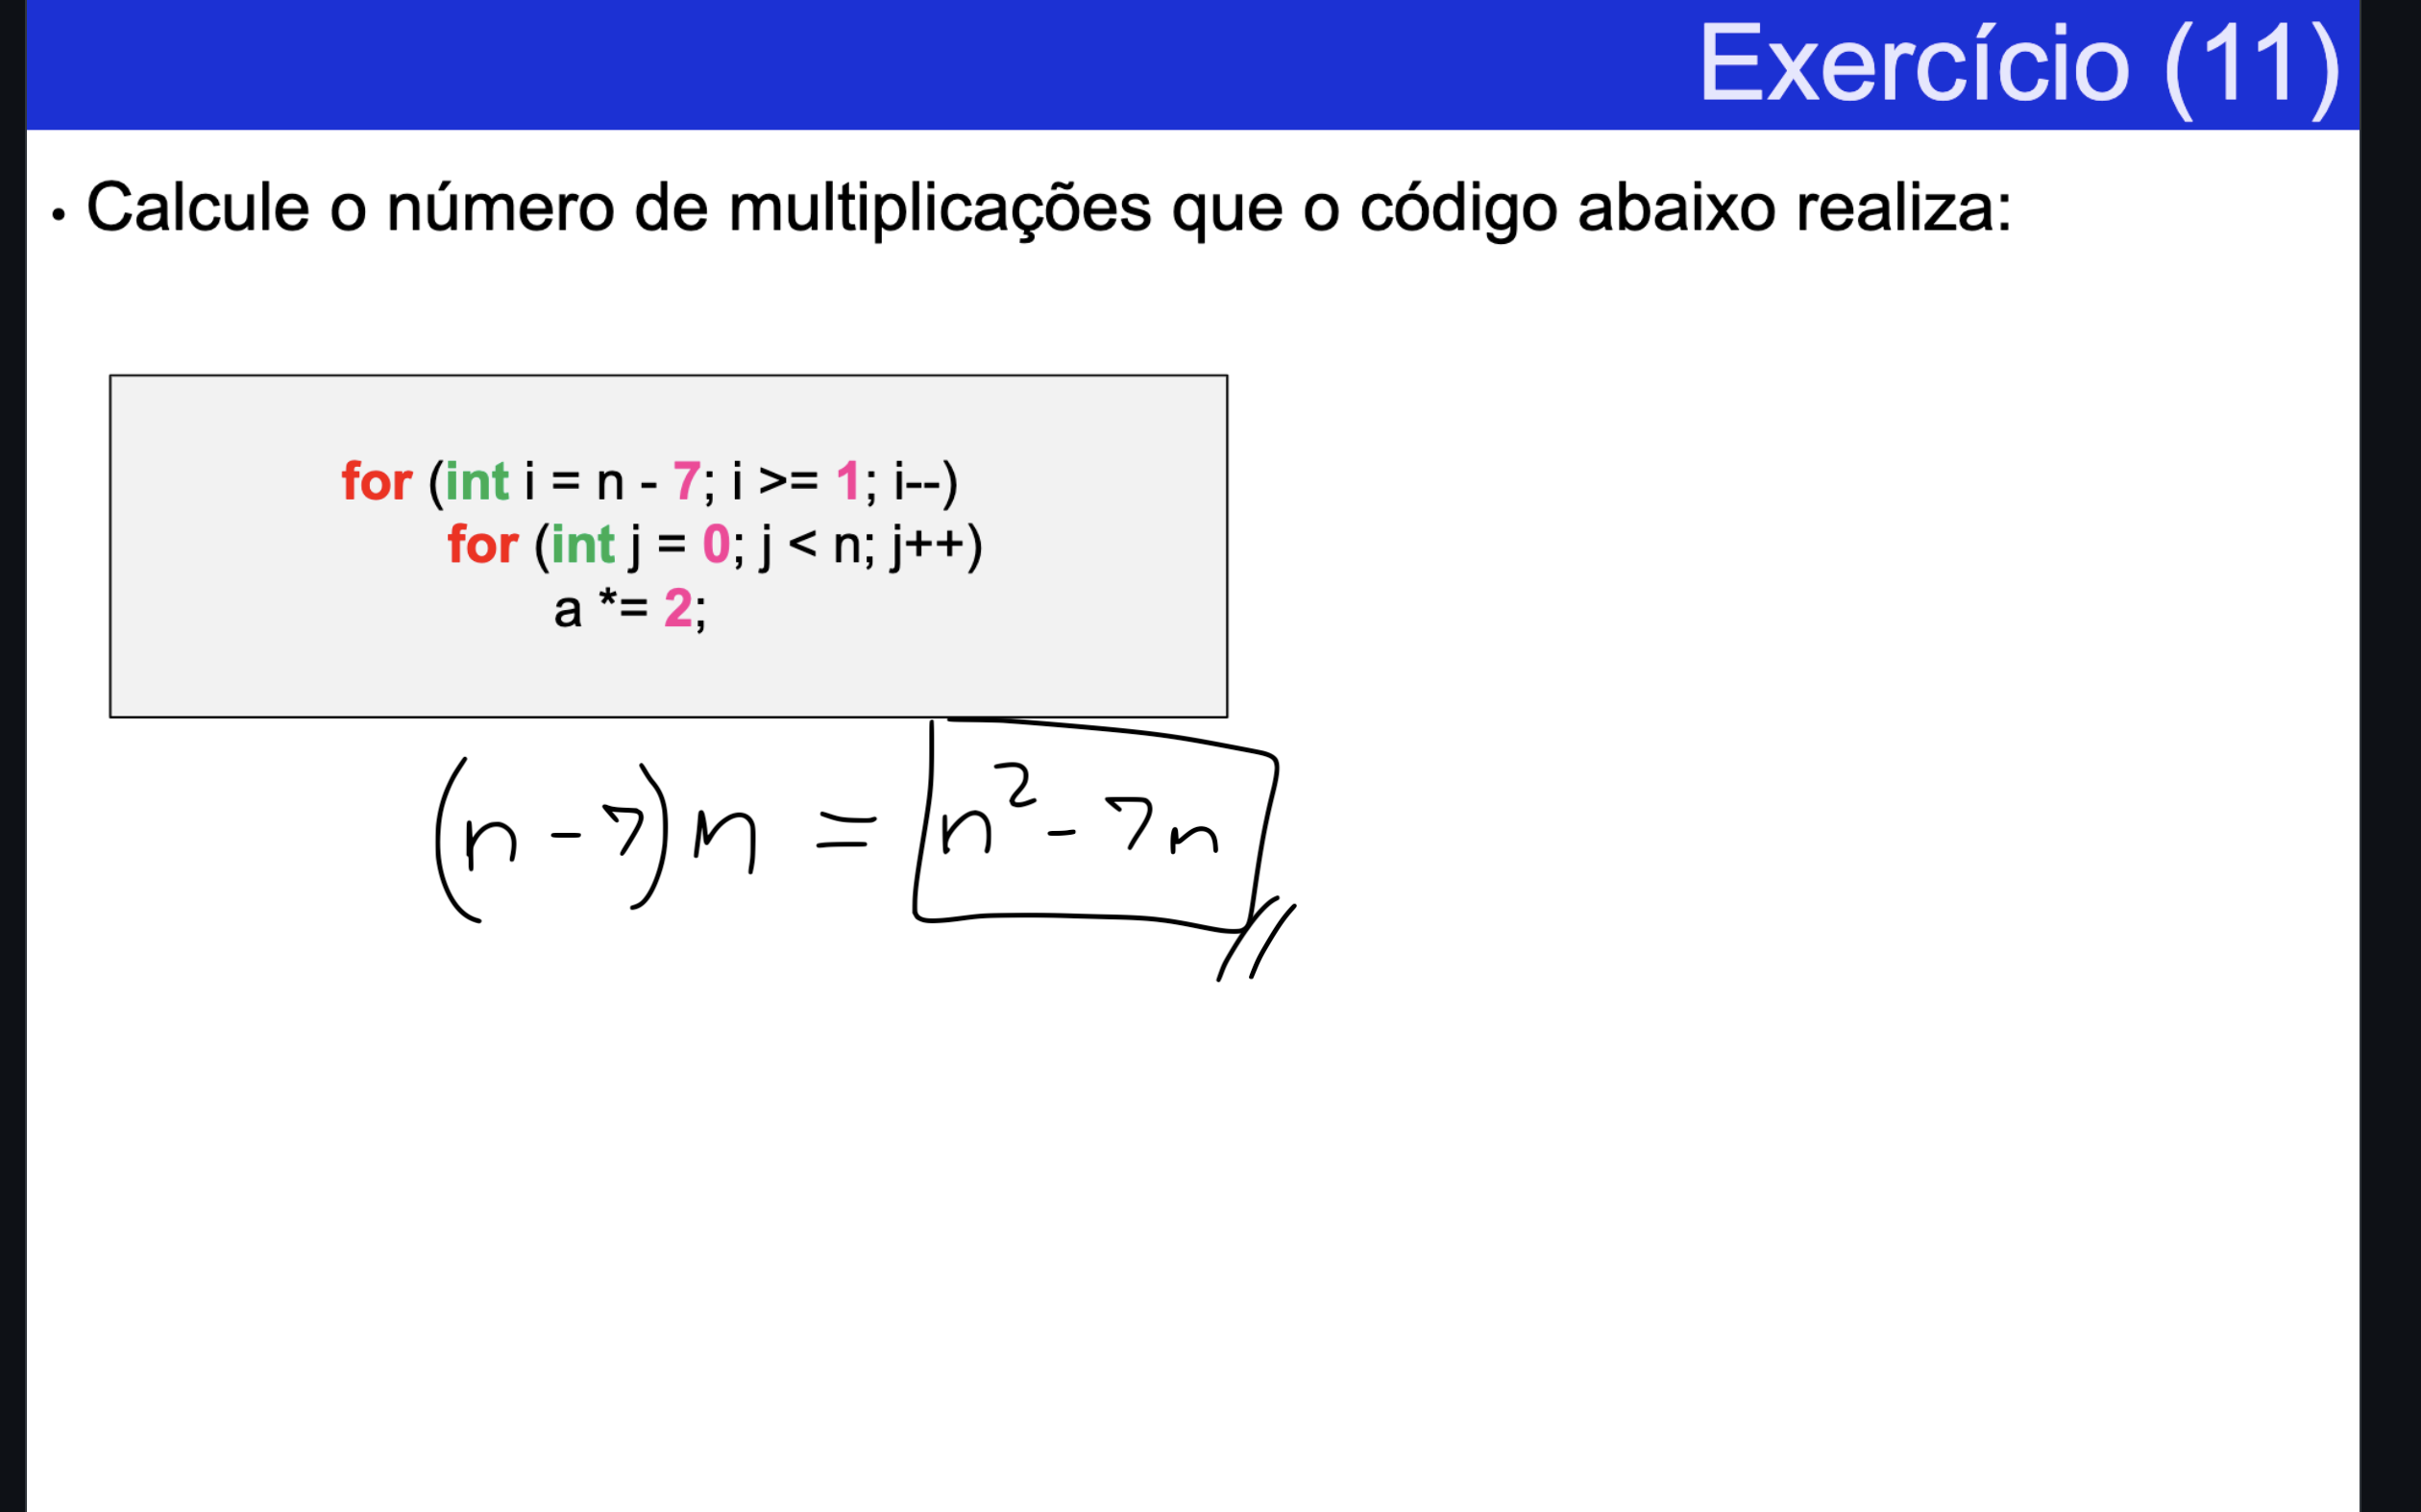 Exercício (11)
• Calcule o número de multiplicações que o código abaixo realiza:
for (int i = n - 7; i >= 1; i--)
for (int j = 0; j < n; j++)
a *= 2;
(n - 7) n = n² - 7n